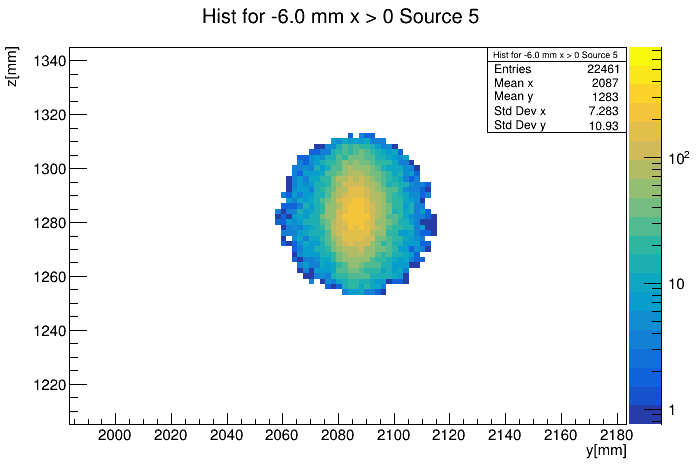 Hist for -6.0 mm x > 0 Source 5
z[mm]
1340
1320
1300
1280
1260
1240
1220
2000 2020 2040 2060 2080 2100 2120 2140 2160 2180
y[mm]
Hist for -6.0 mm x > 0 Source 5
Entries 22461
Mean x 2087
Mean y 1283
Std Dev x 7.283
Std Dev y 10.93
10²
10
1